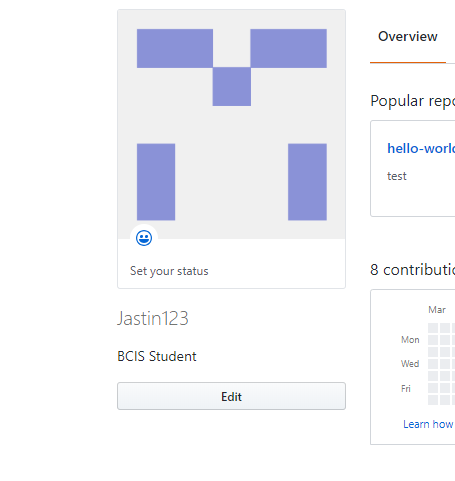 Overview
Popular repo
hello-world
test
Set your status
8 contributio
Mar
Mon
Wed
Fri
Learn how
Jastin123
BCIS Student
Edit